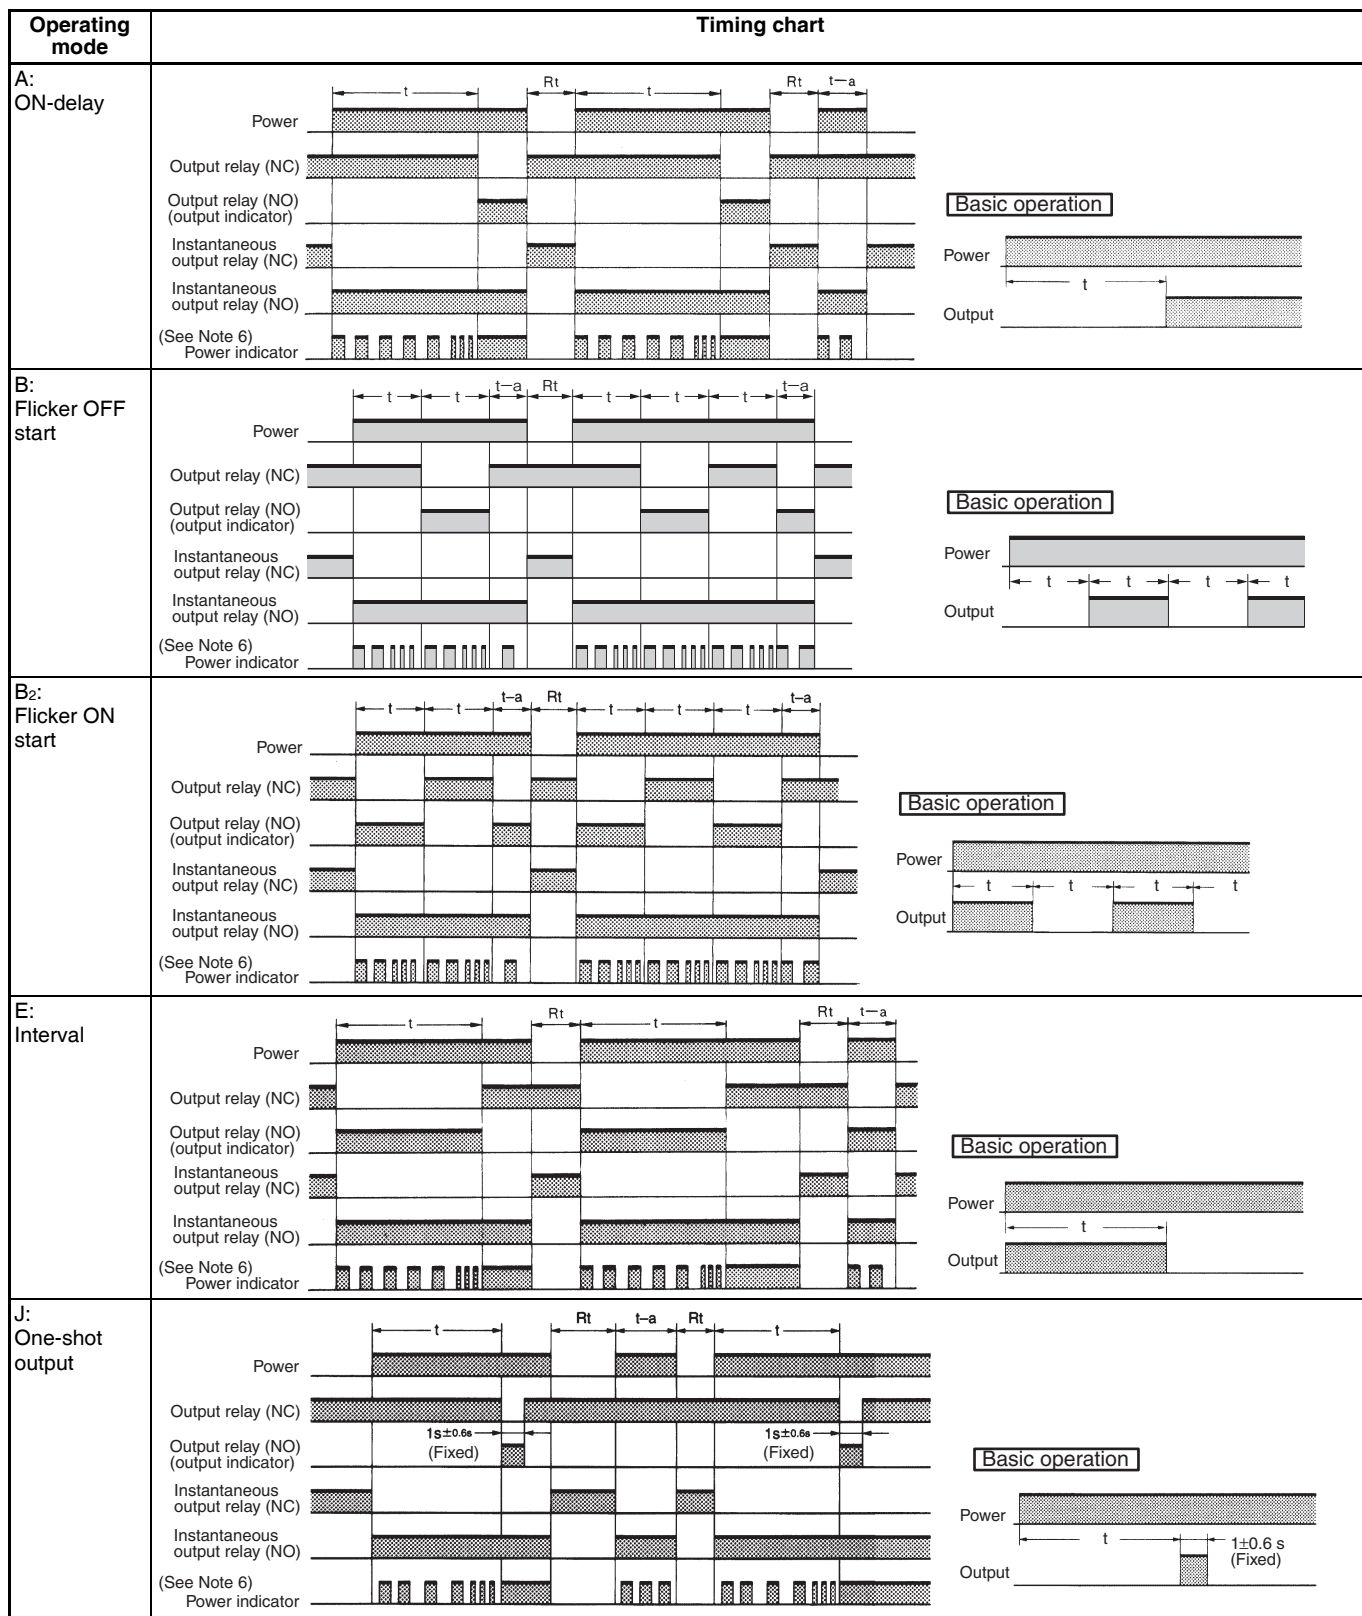 Operating mode
Timing chart
A:
ON-delay
t
Rt
t
Rt
t–a
Power
Output relay (NC)
Output relay (NO)
(output indicator)
Instantaneous
output relay (NC)
Instantaneous
output relay (NO)
(See Note 6)
Power indicator
Basic operation
Power
t
Output
B:
Flicker OFF
start
t
t
t–a
Rt
t
t
t
t–a
Power
Output relay (NC)
Output relay (NO)
(output indicator)
Instantaneous
output relay (NC)
Instantaneous
output relay (NO)
(See Note 6)
Power indicator
Basic operation
Power
t
t
t
t
Output
B2:
Flicker ON
start
t
t
t–a
Rt
t
t
t
t–a
Power
Output relay (NC)
Output relay (NO)
(output indicator)
Instantaneous
output relay (NC)
Instantaneous
output relay (NO)
(See Note 6)
Power indicator
Basic operation
Power
t
t
t
t
Output
E:
Interval
t
Rt
t
Rt
t–a
Power
Output relay (NC)
Output relay (NO)
(output indicator)
Instantaneous
output relay (NC)
Instantaneous
output relay (NO)
(See Note 6)
Power indicator
Basic operation
Power
t
Output
J:
One-shot
output
t
Rt
t–a
Rt
t
Power
Output relay (NC)
1s±0.6s
(Fixed)
1s±0.6s
(Fixed)
Output relay (NO)
(output indicator)
Instantaneous
output relay (NC)
Instantaneous
output relay (NO)
(See Note 6)
Power indicator
Basic operation
Power
t
1±0.6 s
(Fixed)
Output